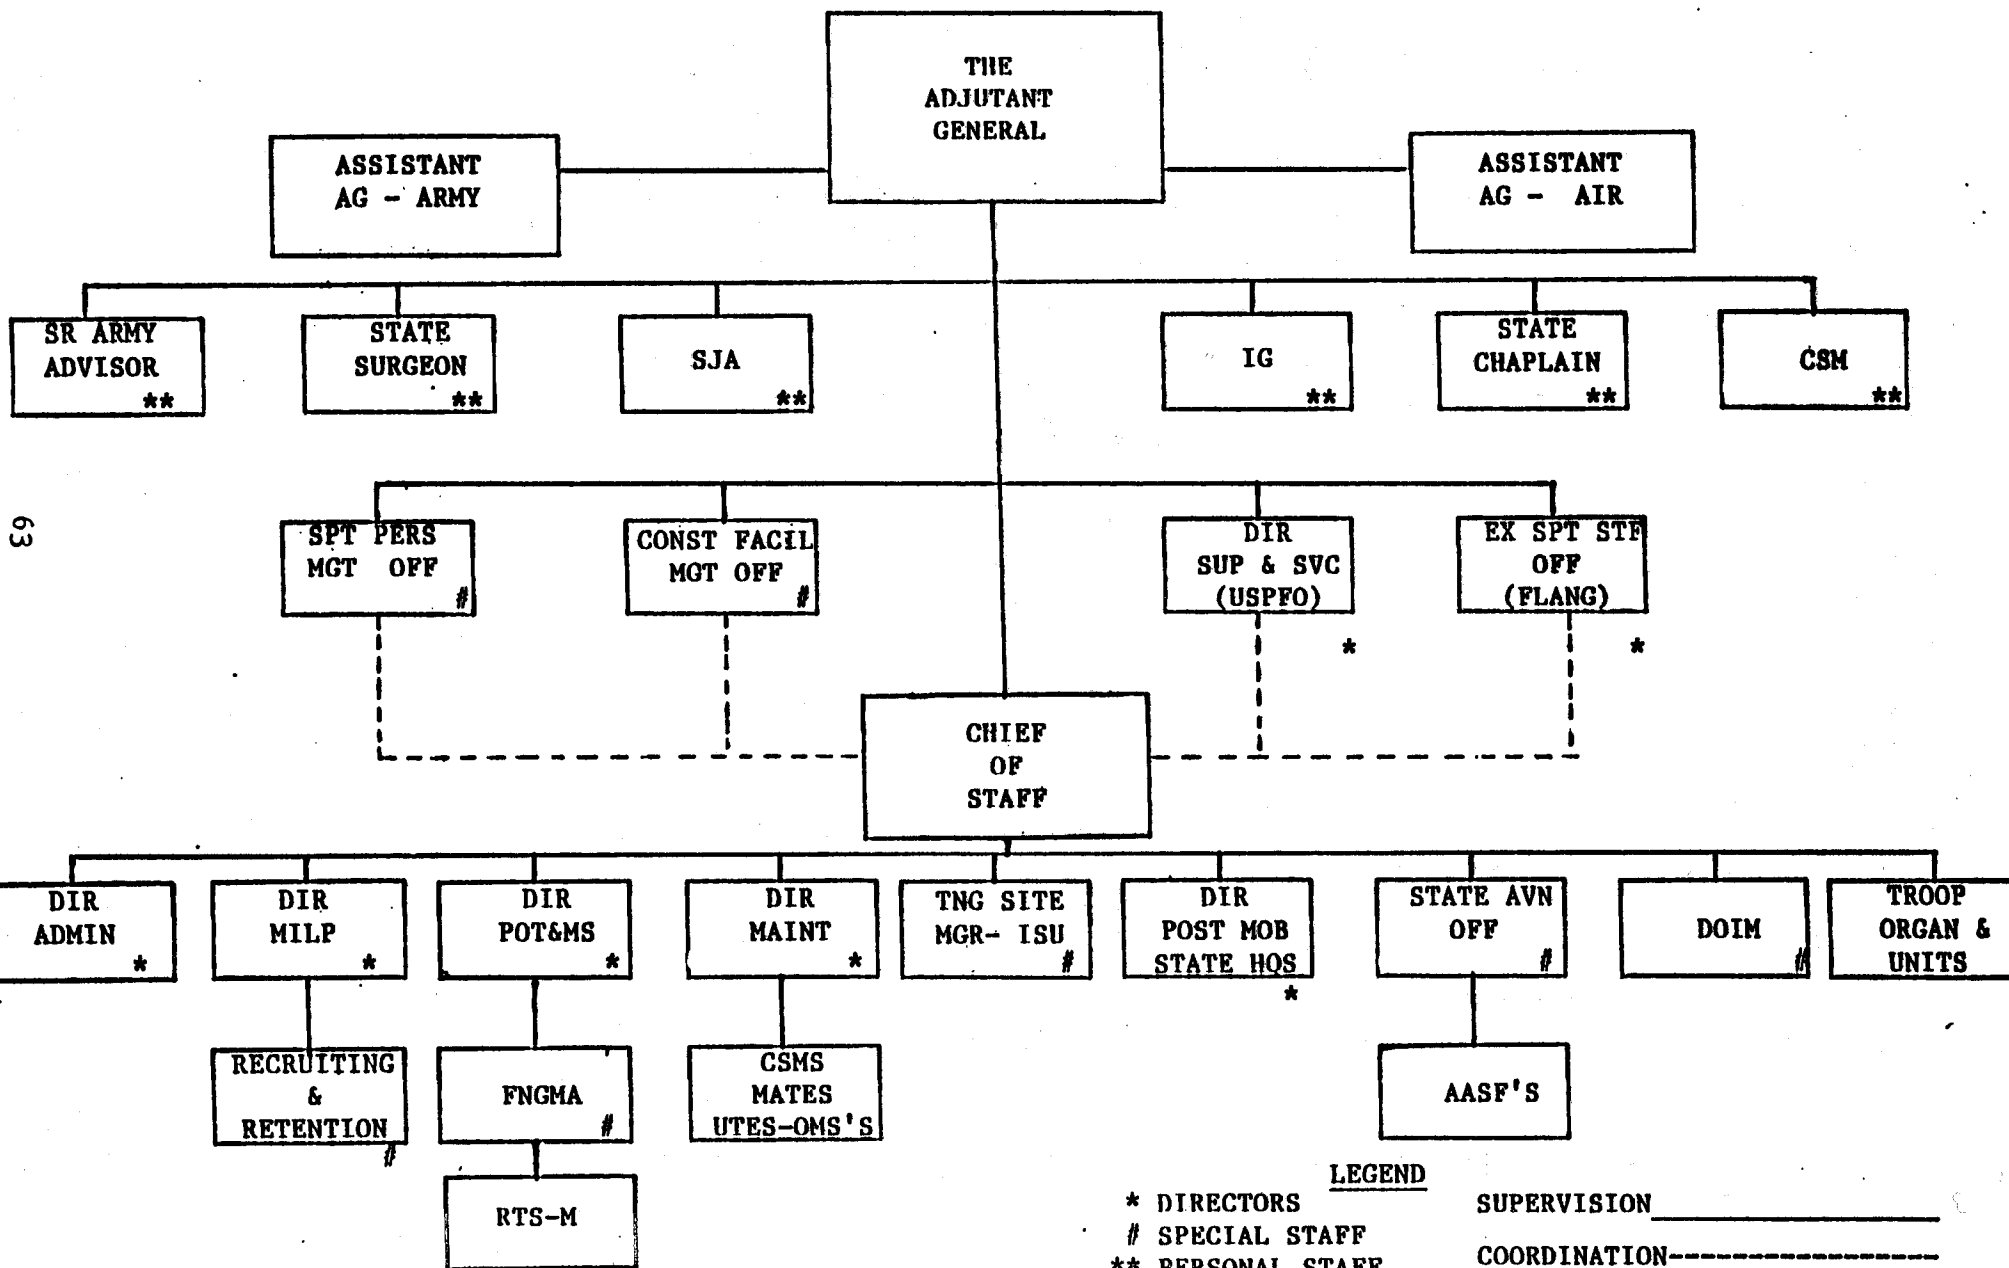 THE
ADJUTANT
GENERAL
ASSISTANT
AG - ARMY
ASSISTANT
AG - AIR
SR ARMY
ADVISOR
**
STATE
SURGEON
**
SJA
**
IG
**
STATE
CHAPLAIN
**
CSM
**
63
SPT PERS
MGT OFF
#
CONST FACIL
MGT OFF
#
DIR
SUP & SVC
(USPFO)
*
EX SPT STF
OFF
(FLANG)
*
CHIEF
OF
STAFF
DIR
ADMIN
*
DIR
MILP
*
DIR
POT&MS
*
DIR
MAINT
*
TNG SITE
MGR- ISU
#
DIR
POST MOB
STATE HQS
*
STATE AVN
OFF
#
DOIM
#
TROOP
ORGAN &
UNITS
RECRUITING
&
RETENTION
#
FNGMA
#
CSMS
MATES
UTES-OMS'S
AASF'S
RTS-M
LEGEND
* DIRECTORS
# SPECIAL STAFF
** PERSONAL STAFF
SUPERVISION
COORDINATION